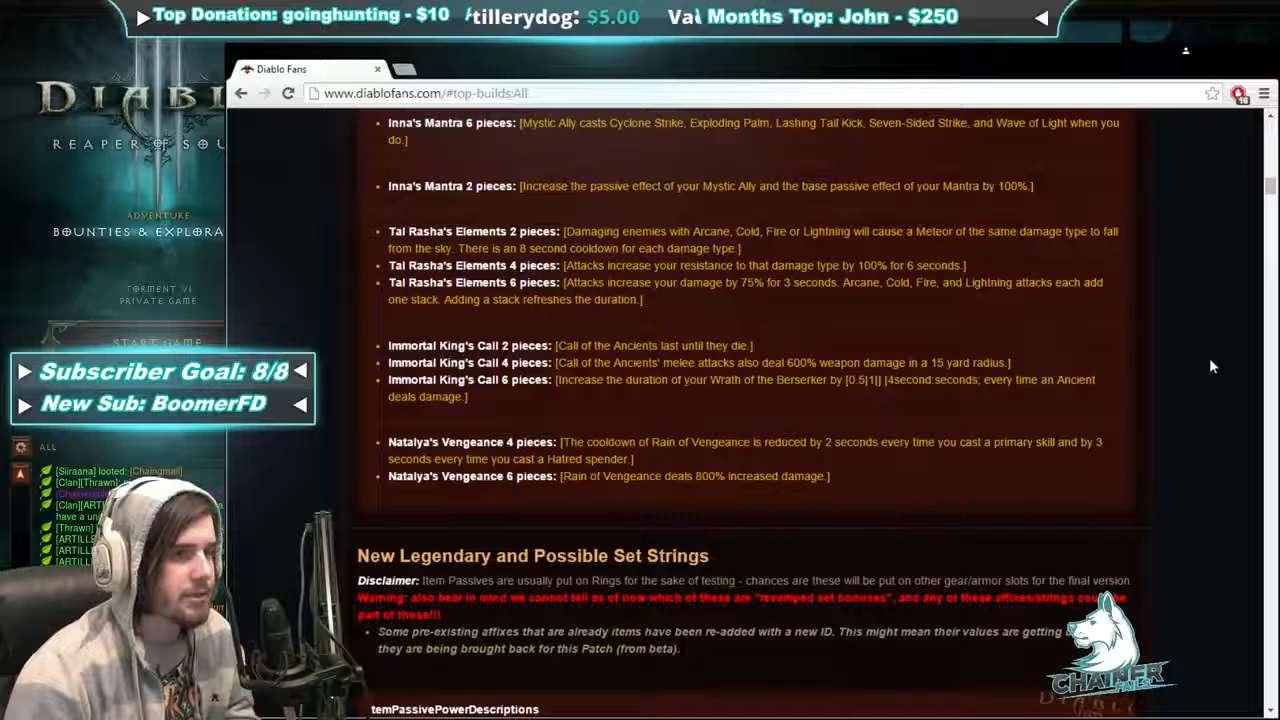 Top Donation: goinghunting - $10
tillerydog: $5.00
Val
Months Top: John - $250
DIABL
REAPER OF SOU
Diablo Fans
www.diablofans.com/#top-builds:All
Inna's Mantra 6 pieces: [Mystic Ally casts Cyclone Strike, Exploding Palm, Lashing Tail Kick, Seven-Sided Strike, and Wave of Light when you
do.]
Inna's Mantra 2 pieces: [Increase the passive effect of your Mystic Ally and the base passive effect of your Mantra by 100%.]
ADVENTURE
BOUNTIES & EXPLORA
Tal Rasha's Elements 2 pieces: [Damaging enemies with Arcane, Cold, Fire or Lightning will cause a Meteor of the same damage type to fall
from the sky. There is an 8 second cooldown for each damage type.]
Tal Rasha's Elements 4 pieces: [Attacks increase your resistance to that damage type by 100% for 6 seconds.]
Tal Rasha's Elements 6 pieces: [Attacks increase your damage by 75% for 3 seconds. Arcane, Cold, Fire, and Lightning attacks each add
one stack. Adding a stack refreshes the duration.]
TORMENT VI
PRIVATE GAME
START GAME
Immortal King's Call 2 pieces: [Call of the Ancients last until they die.]
Immortal King's Call 4 pieces: [Call of the Ancients' melee attacks also deal 600% weapon damage in a 15 yard radius.]
Immortal King's Call 6 pieces: [Increase the duration of your Wrath of the Berserker by [0.5|1|] |4second:seconds; every time an Ancient
deals damage.]
Subscriber Goal: 8/8
New Sub: BoomerFD
Natalya's Vengeance 4 pieces: [The cooldown of Rain of Vengeance is reduced by 2 seconds every time you cast a primary skill and by 3
seconds every time you cast a Hatred spender.]
Natalya's Vengeance 6 pieces: [Rain of Vengeance deals 800% increased damage.]
ALL
[Siiraana] looted: [Chaingmail]
[Clan][Thrawn]:
[Clan][ARTI
have a un
[Thrawn]
[ARTILLE
[ARTILL
[ARTILL
New Legendary and Possible Set Strings
Disclaimer: Item Passives are usually put on Rings for the sake of testing - chances are these will be put on other gear/armor slots for the final version
Warning: also bear in mind we cannot tell as of now which of these are "revamped set bonuses", and any of these affixes/strings could be
part of those!!!
Some pre-existing affixes that are already items have been re-added with a new ID. This might mean their values are getting
they are being brought back for this Patch (from beta).
CHAINERFAILS
temPassivePowerDescriptions